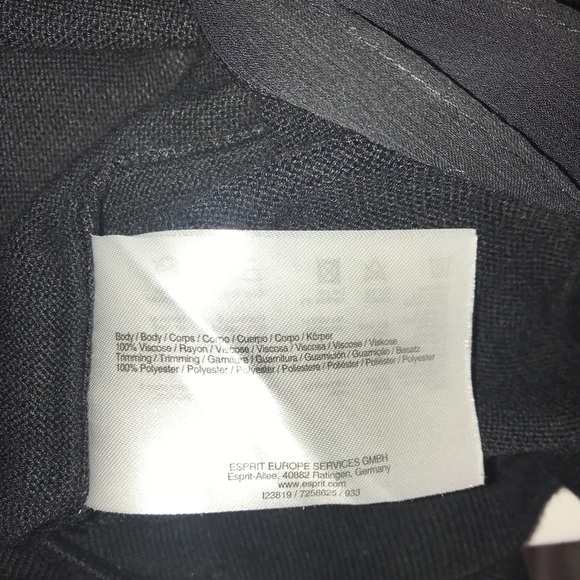 Body / Body / Corps / Corpo / Cuerpo / Corpo / Körper
100% Viscose / Rayon / Viscose / Viscosa / Viscosa / Viscose / Viskose
Trimming / Trimming / Garniture / Guarnitura / Guarnición / Guarnição / Besatz
100% Polyester / Polyester / Polyester / Poliestere / Poliéster / Poliéster / Polyester
ESPRIT EUROPE SERVICES GMBH
Esprit-Allee, 40882 Ratingen, Germany
www.esprit.com
I23819 / 7258625 / 933